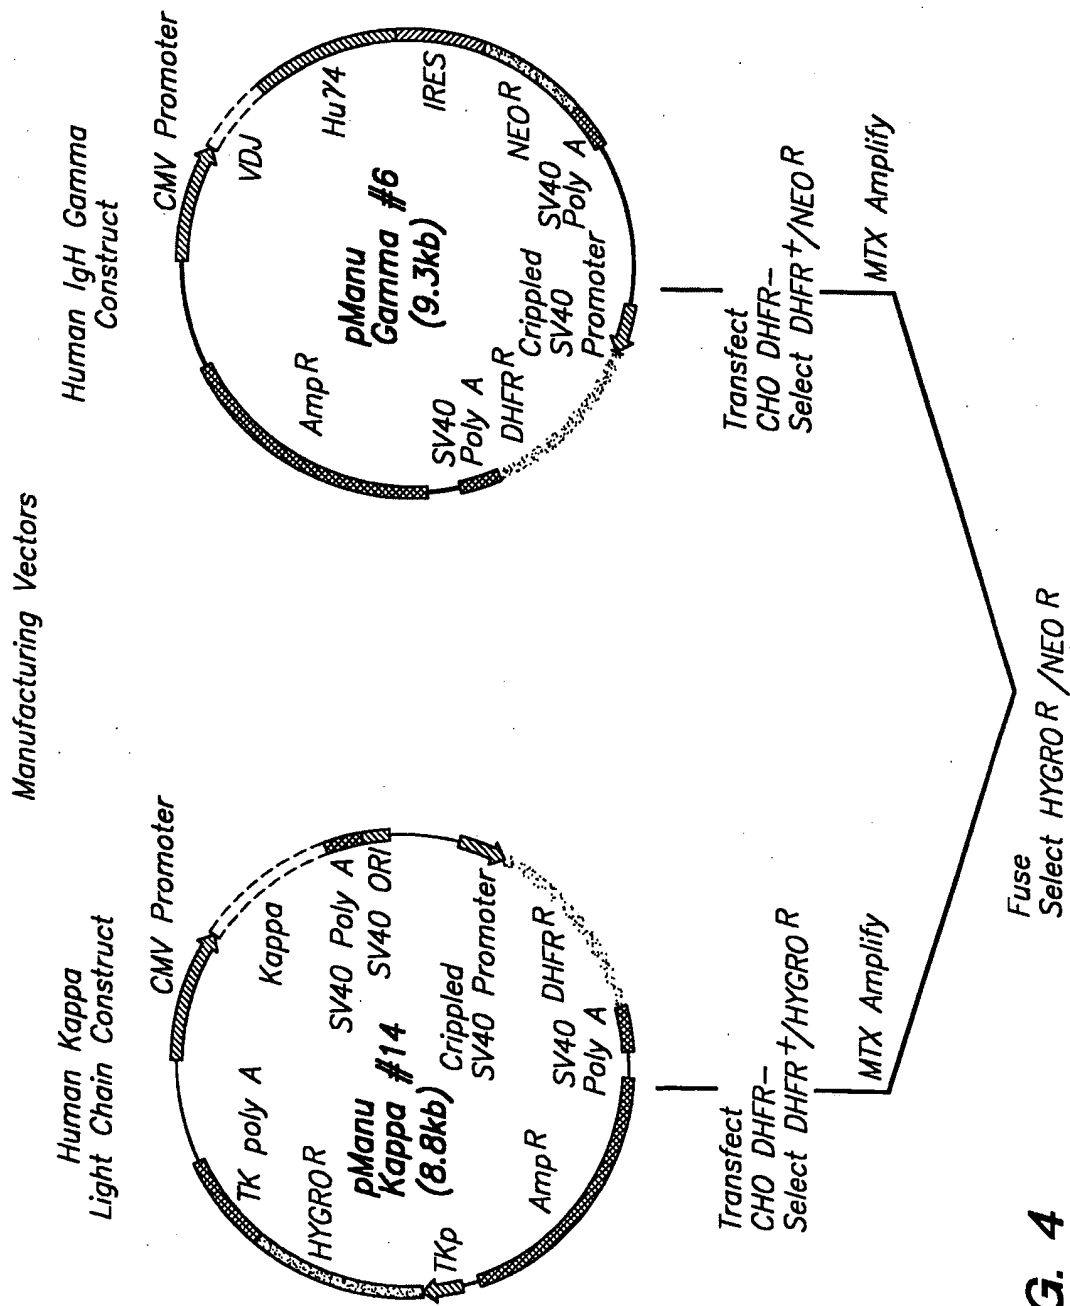 Manufacturing Vectors
Human Kappa
Light Chain Construct
CMV Promoter
Kappa
SV40 Poly A
SV40 ORI
Crippled
SV40 Promoter
DHFR R
SV40
Poly A
Amp R
TKp
HYGRO R
TK poly A
pManu
Kappa #14
(8.8kb)
Transfect
CHO DHFR-
Select DHFR+/HYGRO R
MTX Amplify
Human IgH Gamma
Construct
CMV Promoter
VDJ
Huγ4
IRES
NEO R
SV40
Poly A
Crippled
SV40
Promoter
DHFR R
SV40
Poly A
Amp R
pManu
Gamma #6
(9.3kb)
Transfect
CHO DHFR-
Select DHFR+/NEO R
MTX Amplify
Fuse
Select HYGRO R/NEO R
G. 4